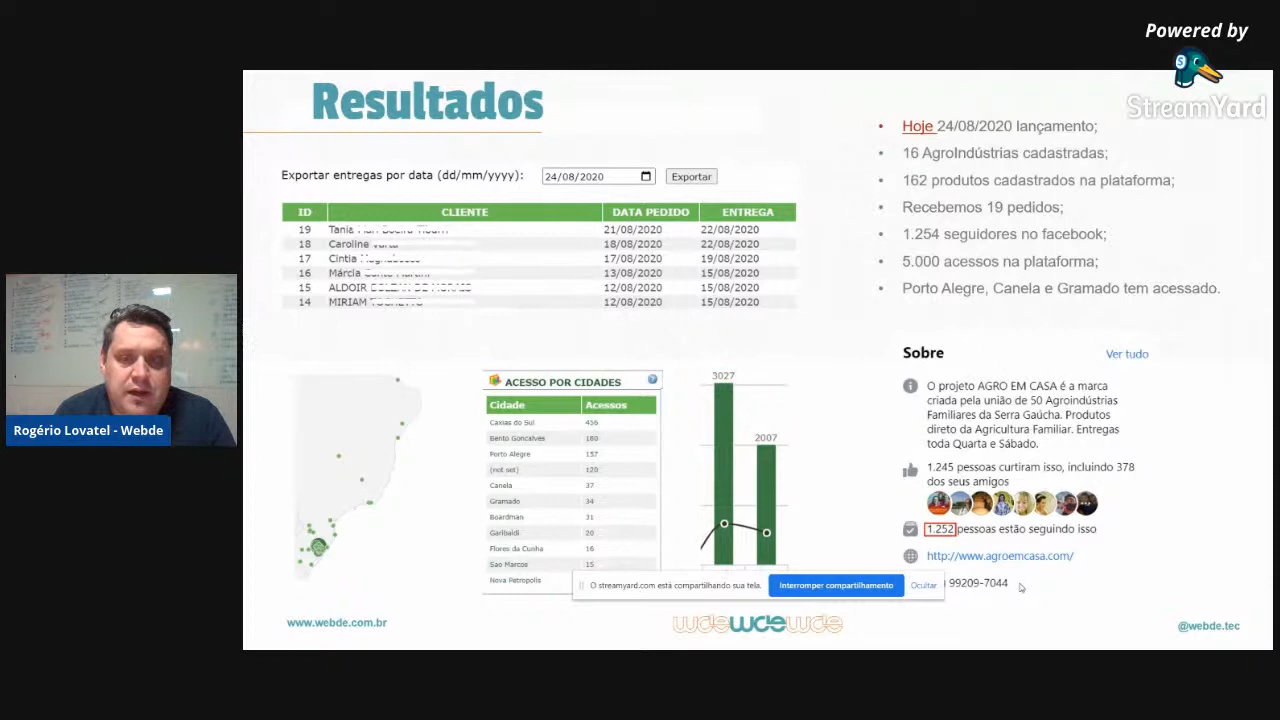 Powered by
StreamYard
Resultados
Exportar entregas por data (dd/mm/yyyy): 24/08/2020 Exportar
ID CLIENTE DATA PEDIDO ENTREGA
19 Tania 21/08/2020 22/08/2020
18 Caroline 18/08/2020 22/08/2020
17 Cintia 17/08/2020 19/08/2020
16 Márcia 13/08/2020 15/08/2020
15 ALDOIR 12/08/2020 15/08/2020
14 MIRIAM 12/08/2020 15/08/2020
• Hoje 24/08/2020 lançamento;
• 16 AgroIndústrias cadastradas;
• 162 produtos cadastrados na plataforma;
• Recebemos 19 pedidos;
• 1.254 seguidores no facebook;
• 5.000 acessos na plataforma;
• Porto Alegre, Canela e Gramado tem acessado.
Rogério Lovatel - Webde
ACESSO POR CIDADES
Cidade Acessos
Caxias do Sul 456
Bento Goncalves 180
Porto Alegre 157
(not set) 120
Canela 37
Gramado 34
Boardman 31
Garibaldi 20
Flores da Cunha 16
Sao Marcos 15
Nova Petropolis
3027
2007
Sobre Ver tudo
O projeto AGRO EM CASA é a marca
criada pela união de 50 Agroindústrias
Familiares da Serra Gaúcha. Produtos
direto da Agricultura Familiar. Entregas
toda Quarta e Sábado.
1.245 pessoas curtiram isso, incluindo 378
dos seus amigos
1.252 pessoas estão seguindo isso
http://www.agroemcasa.com/
99209-7044
O streamyard.com está compartilhando sua tela. Interromper compartilhamento Ocultar
www.webde.com.br
wdewdewde
@webde.tec